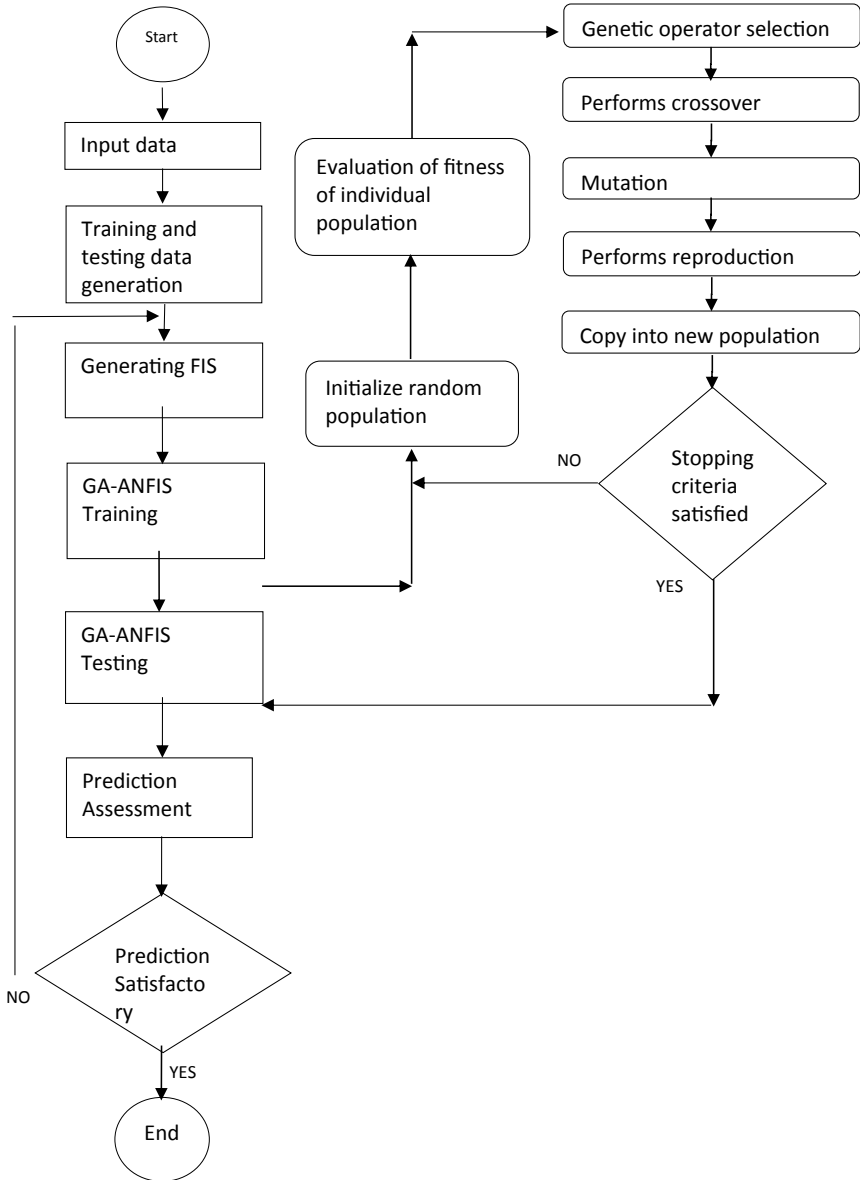 Start
Input data
Training and
testing data
generation
Generating FIS
GA-ANFIS
Training
GA-ANFIS
Testing
Prediction
Assessment
Prediction
Satisfacto
ry
NO
YES
End
Initialize random
population
Evaluation of fitness
of individual
population
Genetic operator selection
Performs crossover
Mutation
Performs reproduction
Copy into new population
Stopping
criteria
satisfied
NO
YES